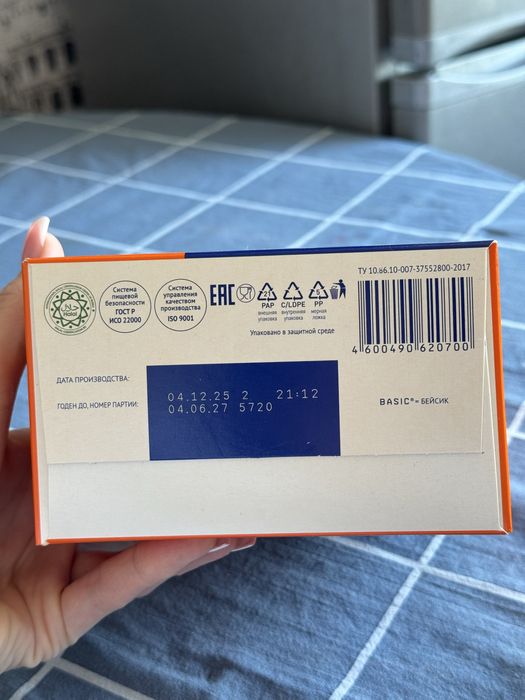 ТУ 10.86.10-007-37552800-2017
Halal
Система
пищевой
безопасности
ГОСТ Р
ИСО 22000
Система
управления
качеством
производства
ISO 9001
EAC
21
PAP
внешняя
упаковка
C/LDPE
внутренняя
упаковка
5
PP
мерная
ложка
Упаковано в защитной среде
4 600490 620700
ДАТА ПРОИЗВОДСТВА:
04.12.25 2 21:12
ГОДЕН ДО, НОМЕР ПАРТИИ:
04.06.27 5720
BASIC®= БЕЙСИК